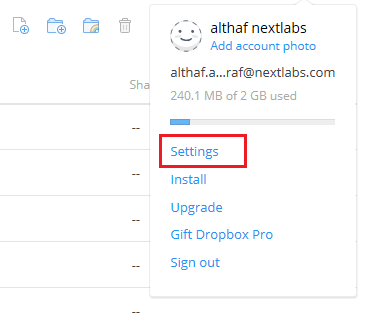 althaf nextlabs
Add account photo
althaf.a...raf@nextlabs.com
240.1 MB of 2 GB used
Sha
--
Settings
--
Install
Upgrade
--
Gift Dropbox Pro
--
Sign out
--